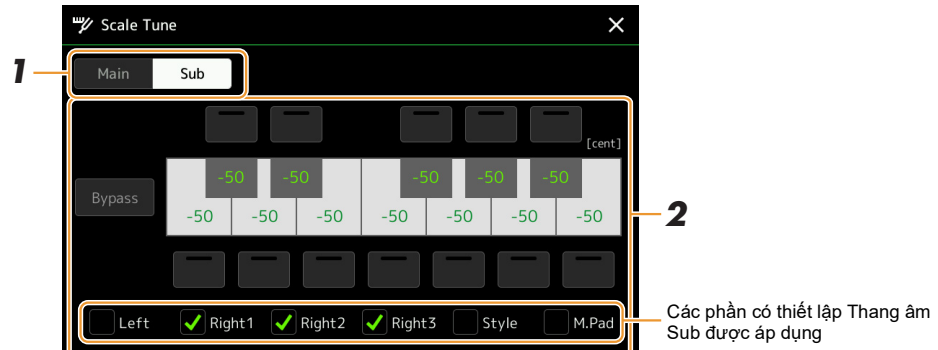 Scale Tune
1
Main Sub
[cent]
-50 -50 -50 -50 -50
Bypass
-50 -50 -50 -50 -50 -50 -50
2
Left Right1 Right2 Right3 Style M.Pad
Các phần có thiết lập Thang âm
Sub được áp dụng